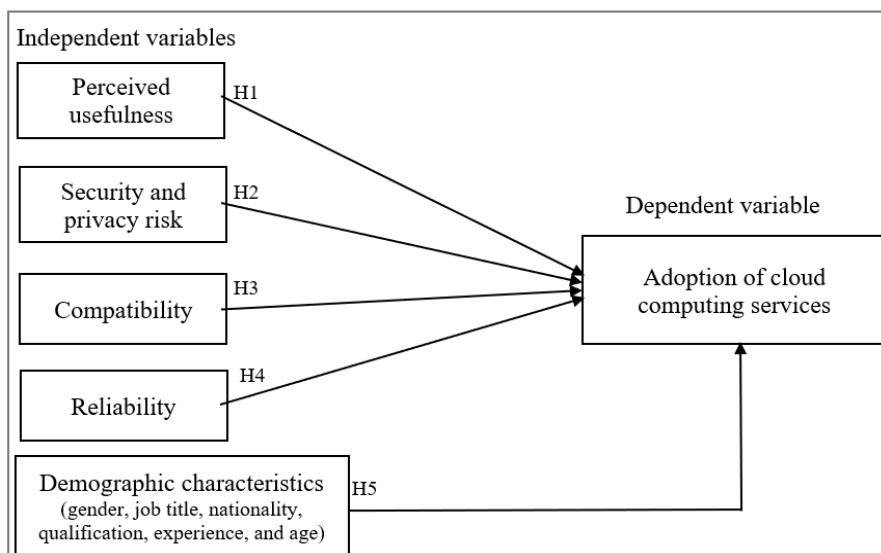 Independent variables
Perceived
usefulness
H1
Security and
privacy risk
H2
Dependent variable
Adoption of cloud
computing services
Compatibility
H3
Reliability
H4
Demographic characteristics
(gender, job title, nationality,
qualification, experience, and age)
H5